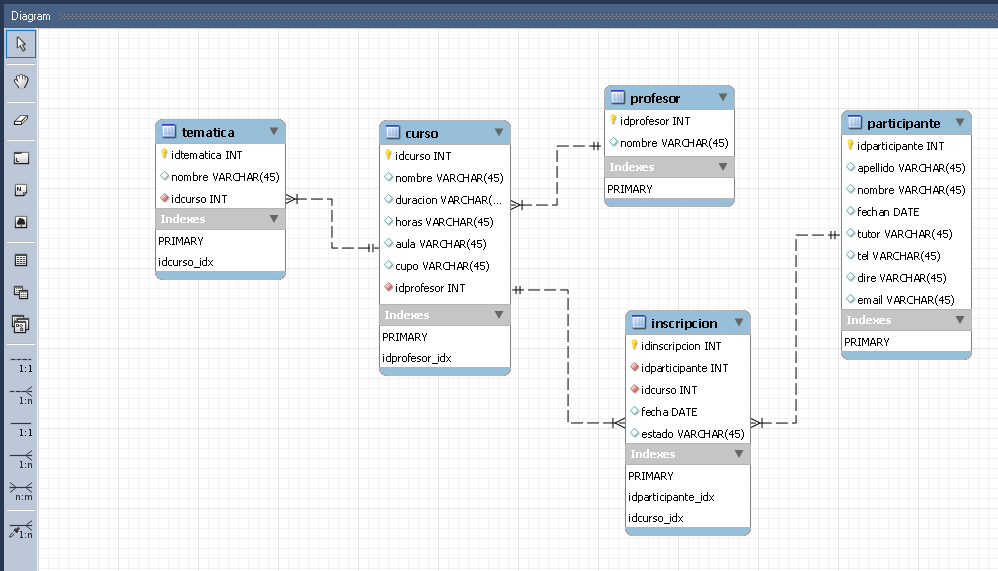 Diagram
1:1
1:n
1:1
1:n
n:m
1:n
tematica
idtematica INT
nombre VARCHAR(45)
idcurso INT
Indexes
PRIMARY
idcurso_idx
curso
idcurso INT
nombre VARCHAR(45)
duracion VARCHAR(...
horas VARCHAR(45)
aula VARCHAR(45)
cupo VARCHAR(45)
idprofesor INT
Indexes
PRIMARY
idprofesor_idx
profesor
idprofesor INT
nombre VARCHAR(45)
Indexes
PRIMARY
inscripcion
idinscripcion INT
idparticipante INT
idcurso INT
fecha DATE
estado VARCHAR(45)
Indexes
PRIMARY
idparticipante_idx
idcurso_idx
participante
idparticipante INT
apellido VARCHAR(45)
nombre VARCHAR(45)
fechan DATE
tutor VARCHAR(45)
tel VARCHAR(45)
dire VARCHAR(45)
email VARCHAR(45)
Indexes
PRIMARY